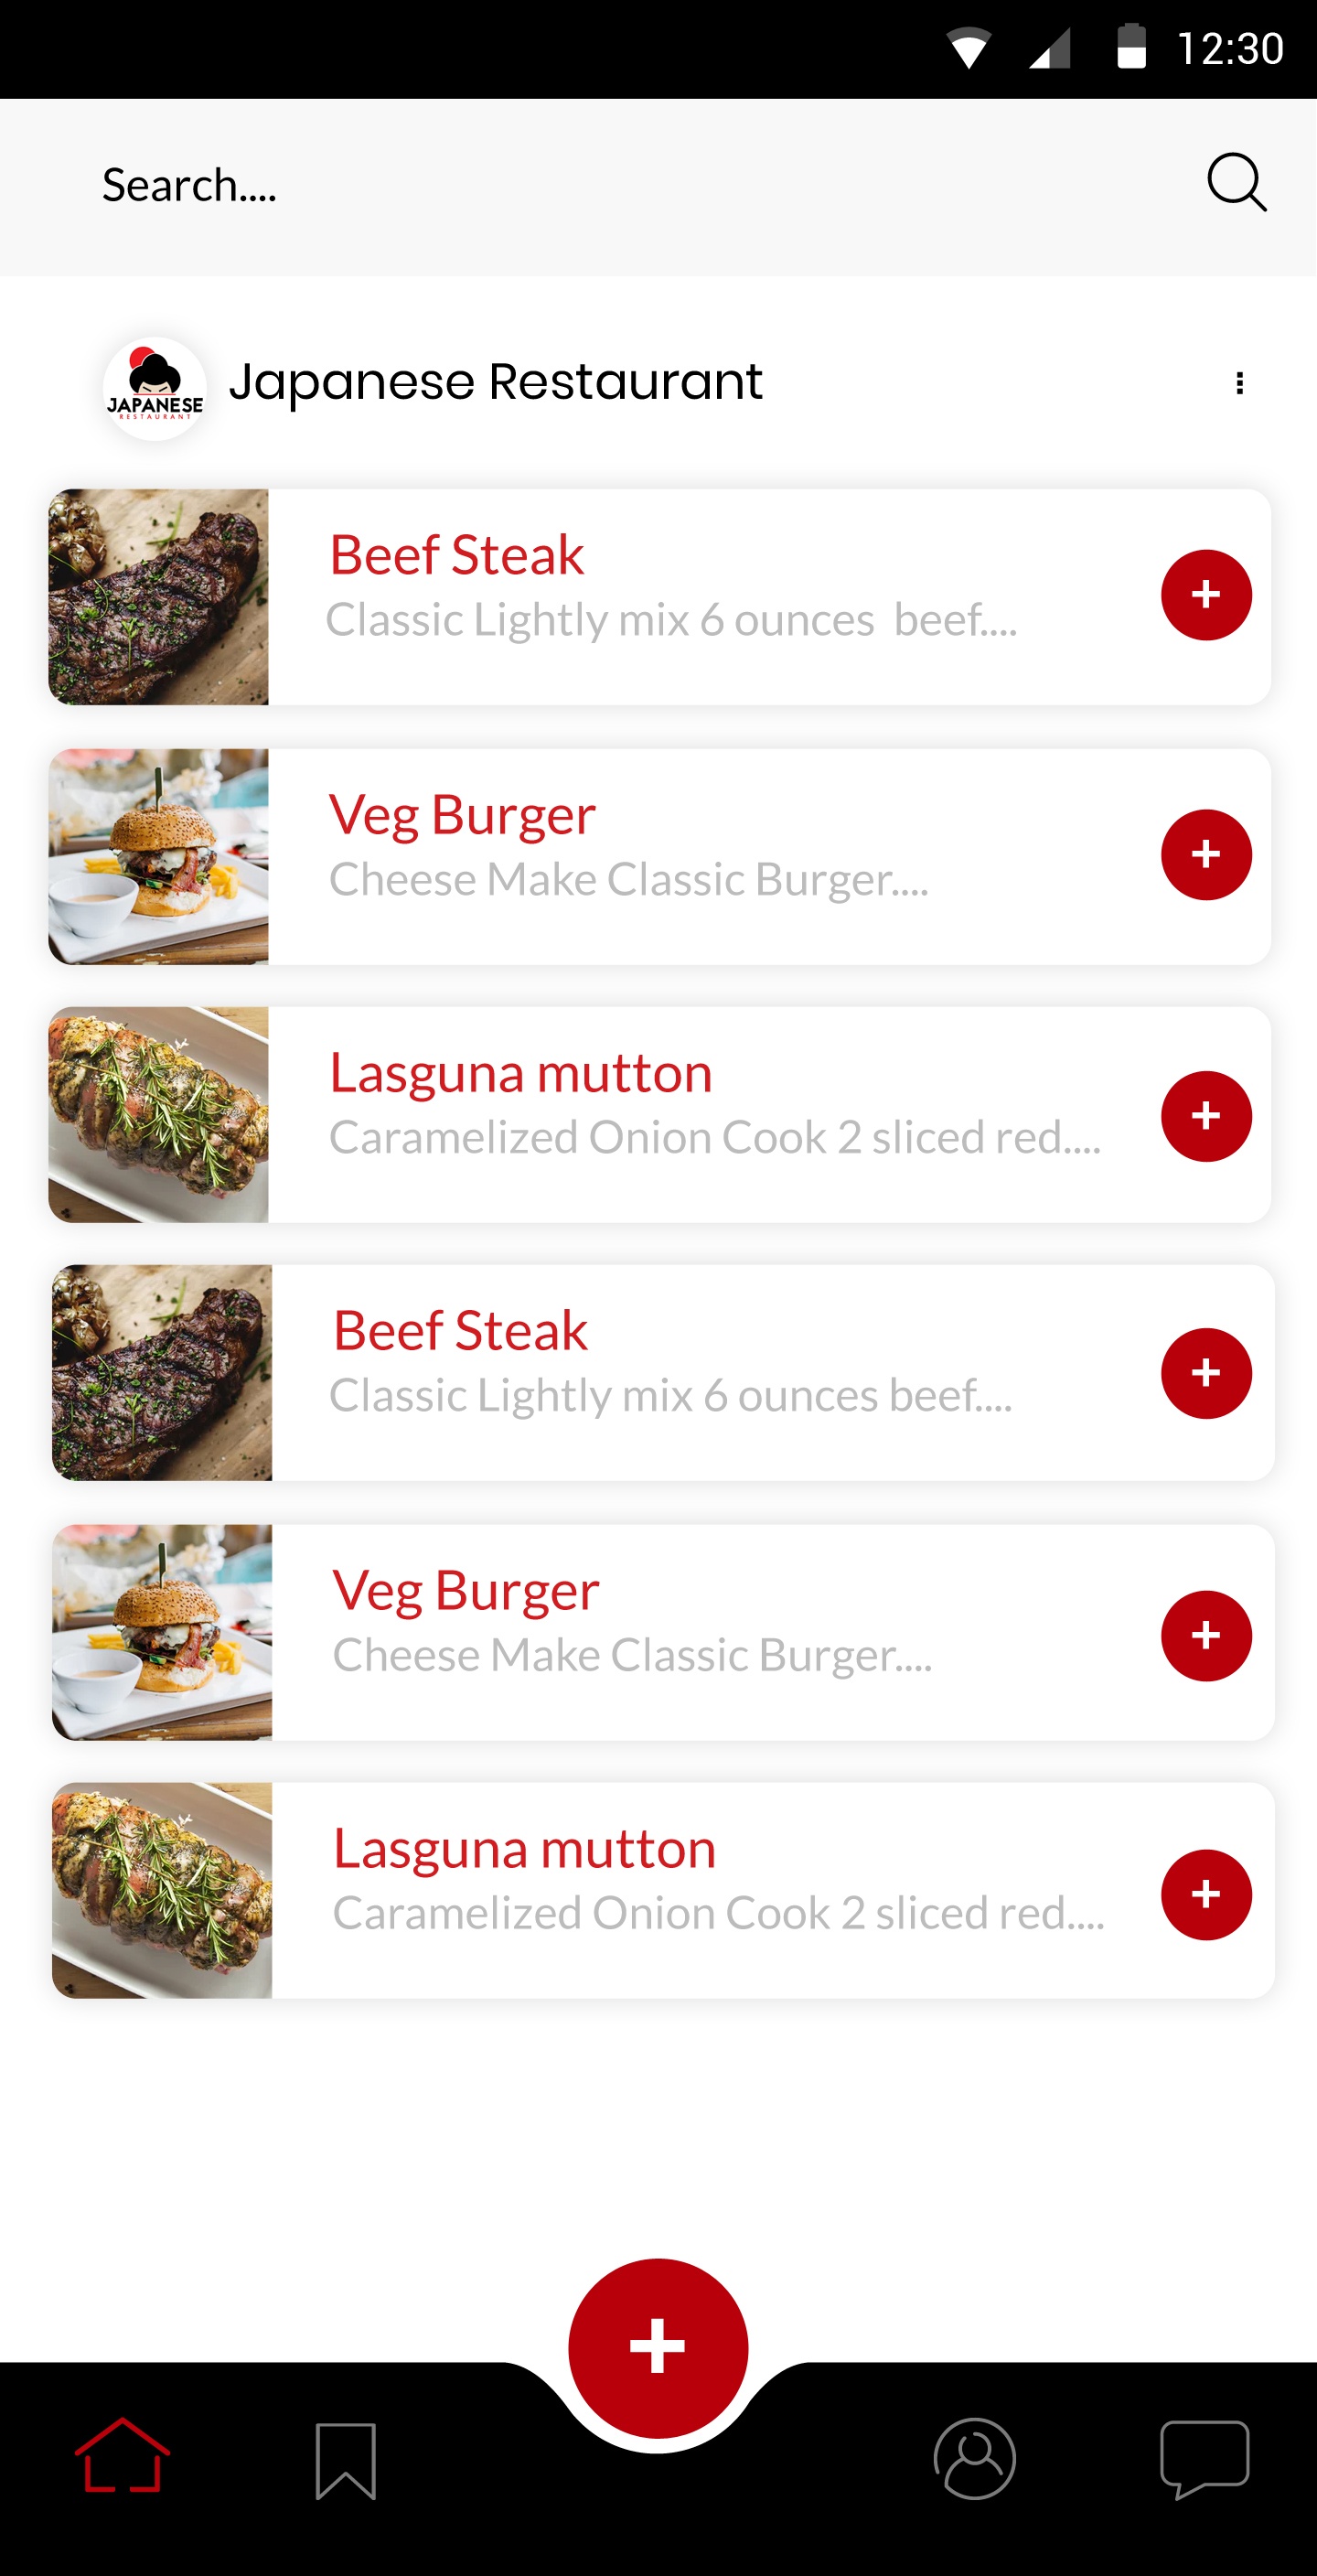 12:30
Search....
JAPANESE
RESTAURANT
Japanese Restaurant
Beef Steak
Classic Lightly mix 6 ounces  beef....
Veg Burger
Cheese Make Classic Burger....
Lasguna mutton
Caramelized Onion Cook 2 sliced red....
Beef Steak
Classic Lightly mix 6 ounces beef....
Veg Burger
Cheese Make Classic Burger....
Lasguna mutton
Caramelized Onion Cook 2 sliced red....